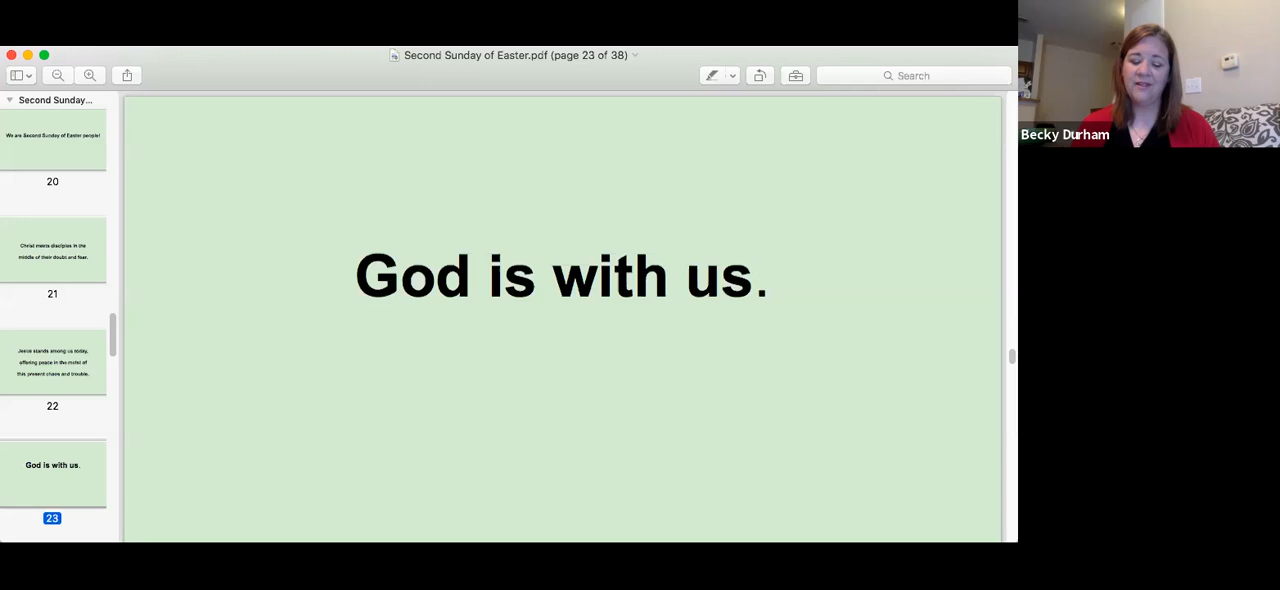 Second Sunday of Easter.pdf (page 23 of 38)
Search
Second Sunday...
We are Second Sunday of Easter people!
20
Christ meets disciples in the
middle of their doubt and fear.
21
Jesus stands among us today,
offering peace in the midst of
this present chaos and trouble.
22
God is with us.
23
God is with us.
Becky Durham